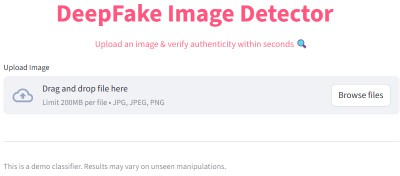 DeepFake Image Detector
Upload an image & verify authenticity within seconds 🔍
Upload Image
Drag and drop file here
Limit 200MB per file • JPG, JPEG, PNG
Browse files
This is a demo classifier. Results may vary on unseen manipulations.